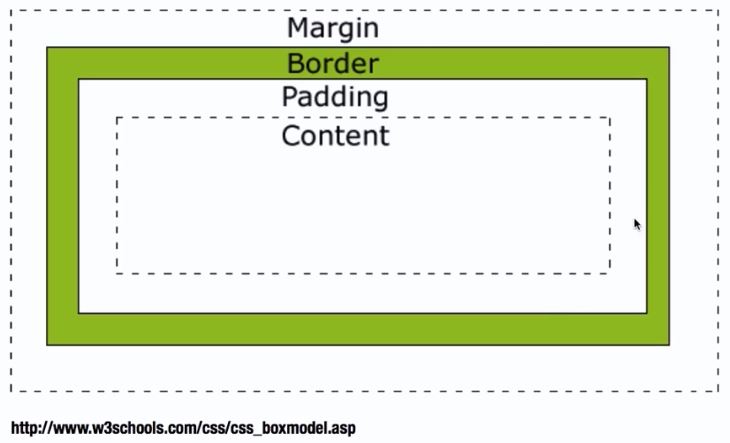 Margin
Border
Padding
Content
http://www.w3schools.com/css/css_boxmodel.asp